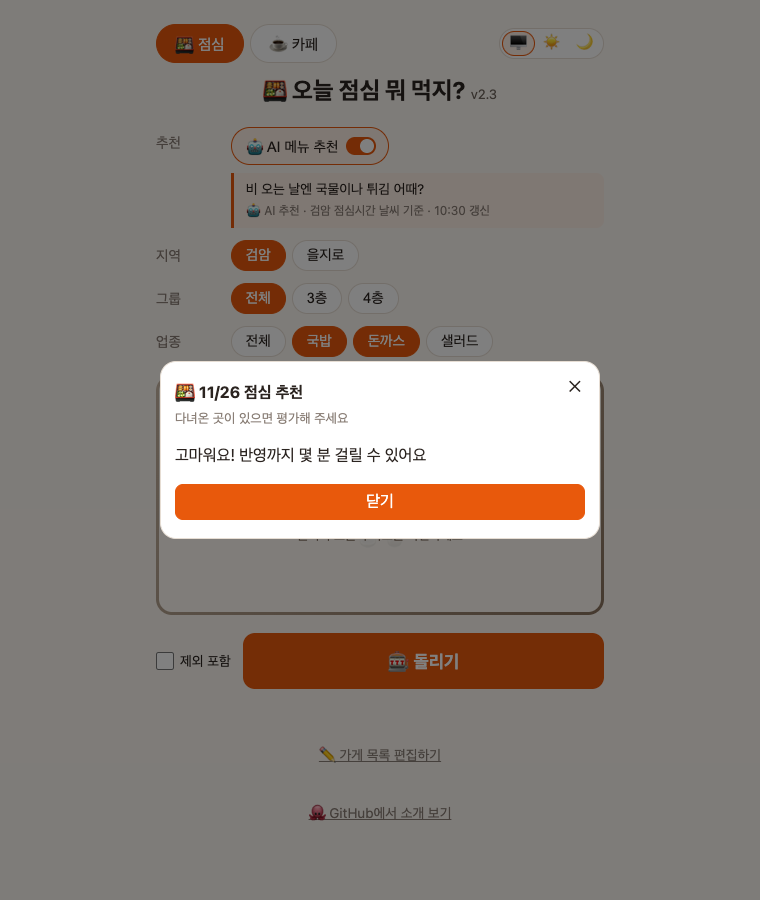 🍱 점심
☕ 카페
🍱 오늘 점심 뭐 먹지? v2.3
추천
🤖 AI 메뉴 추천
비 오는 날엔 국물이나 튀김 어때?
🤖 AI 추천 · 검암 점심시간 날씨 기준 · 10:30 갱신
지역
검암
을지로
그룹
전체
3층
4층
업종
전체
국밥
돈까스
샐러드
🍱 11/26 점심 추천
다녀온 곳이 있으면 평가해 주세요
고마워요! 반영까지 몇 분 걸릴 수 있어요
닫기
제외 포함
🎰 돌리기
✏️ 가게 목록 편집하기
🐙 GitHub에서 소개 보기